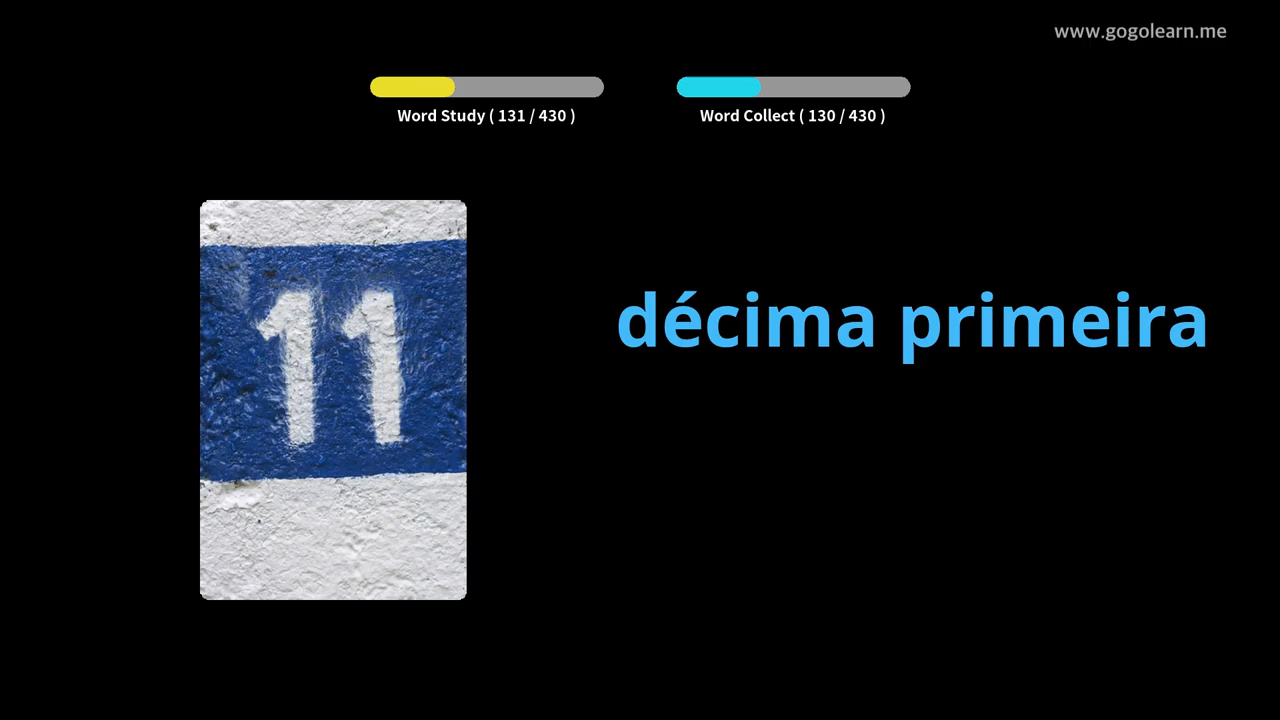 www.gogolearn.me
Word Study ( 131 / 430 )
Word Collect ( 130 / 430 )
11
décima primeira